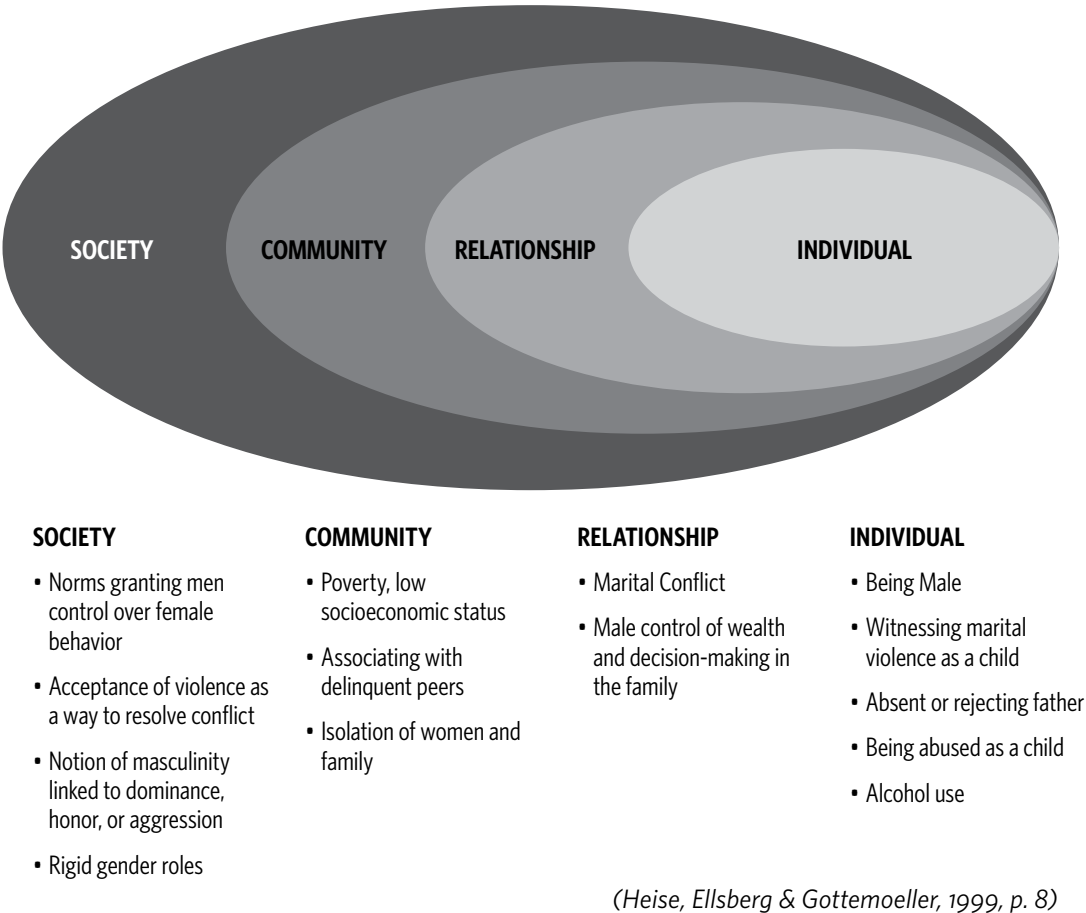 SOCIETY
COMMUNITY
RELATIONSHIP
INDIVIDUAL
SOCIETY
• Norms granting men
control over female
behavior
• Acceptance of violence as
a way to resolve conflict
• Notion of masculinity
linked to dominance,
honor, or aggression
• Rigid gender roles
COMMUNITY
• Poverty, low
socioeconomic status
• Associating with
delinquent peers
• Isolation of women and
family
RELATIONSHIP
• Marital Conflict
• Male control of wealth
and decision-making in
the family
INDIVIDUAL
• Being Male
• Witnessing marital
violence as a child
• Absent or rejecting father
• Being abused as a child
• Alcohol use
(Heise, Ellsberg & Gottemoeller, 1999, p. 8)